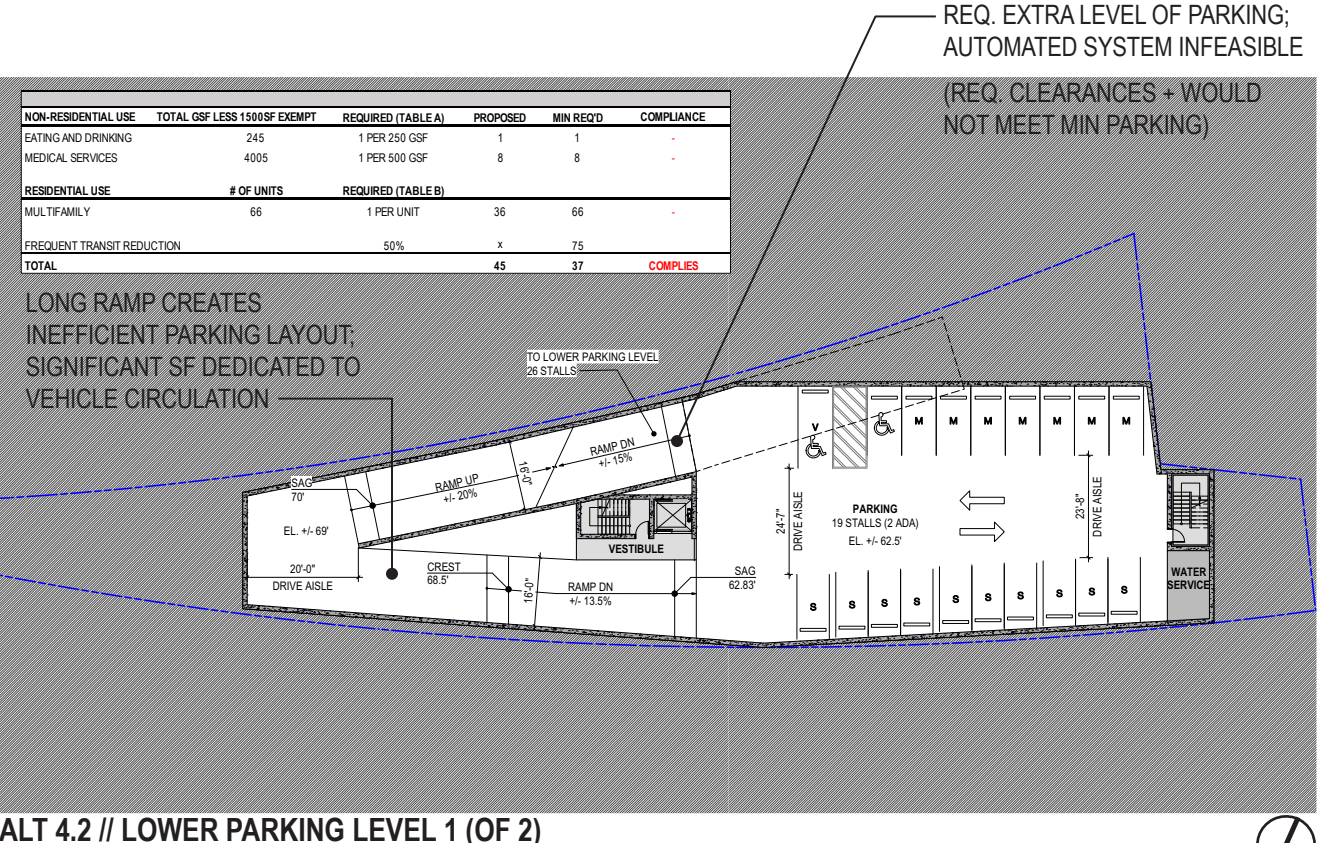 REQ. EXTRA LEVEL OF PARKING;
AUTOMATED SYSTEM INFEASIBLE
(REQ. CLEARANCES + WOULD
NOT MEET MIN PARKING)
NON-RESIDENTIAL USE TOTAL GSF LESS 1500SF EXEMPT REQUIRED (TABLE A) PROPOSED MIN REQ'D COMPLIANCE
EATING AND DRINKING 245 1 PER 250 GSF 1 1 -
MEDICAL SERVICES 4005 1 PER 500 GSF 8 8 -
RESIDENTIAL USE # OF UNITS REQUIRED (TABLE B)
MULTIFAMILY 66 1 PER UNIT 36 66 -
FREQUENT TRANSIT REDUCTION 50% x 75
TOTAL 45 37 COMPLIES
LONG RAMP CREATES
INEFFICIENT PARKING LAYOUT;
SIGNIFICANT SF DEDICATED TO
VEHICLE CIRCULATION
TO LOWER PARKING LEVEL
26 STALLS
V
M M M M M M M
RAMP DN
+/- 15%
16'-0"
RAMP UP
+/- 20%
SAG
70'
EL. +/- 69'
20'-0"
DRIVE AISLE
CREST
68.5'
16'-0"
RAMP DN
+/- 13.5%
VESTIBULE
SAG
62.83'
24'-7"
DRIVE AISLE
PARKING
19 STALLS (2 ADA)
EL. +/- 62.5'
23'-8"
DRIVE AISLE
WATER
SERVICE
S S S S S S S S S S
ALT 4.2 // LOWER PARKING LEVEL 1 (OF 2)